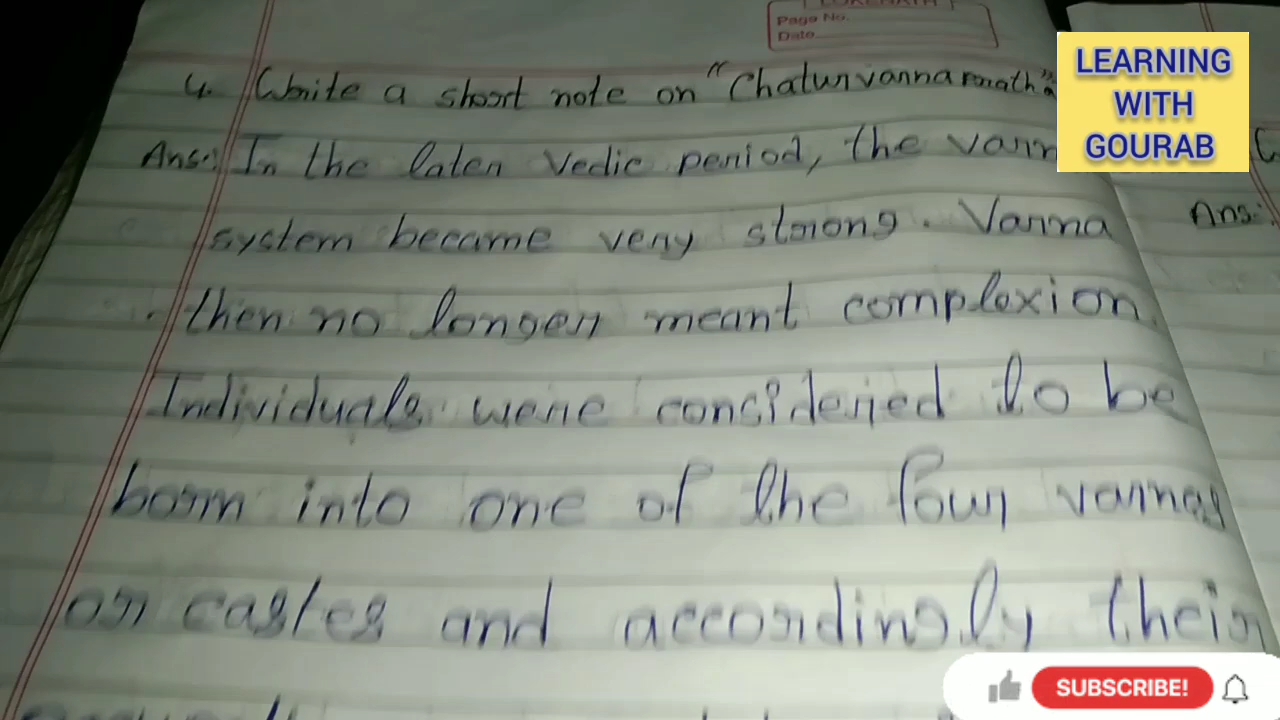 LOKENATH
Page No.
Date
LEARNING
WITH
GOURAB
4. Write a short note on "Chaturvarna
Ans:- In the later Vedic period, the varn
system became very strong. Varna
then no longer meant complexion.
Individuals were considered to be
born into one of the four varnas
or castes and accordingly their
Ans:
SUBSCRIBE!